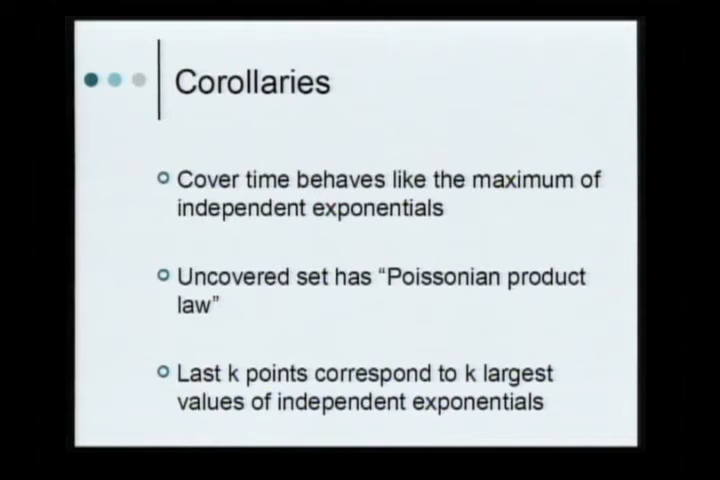 Corollaries
Cover time behaves like the maximum of
independent exponentials
Uncovered set has “Poissonian product
law”
Last k points correspond to k largest
values of independent exponentials